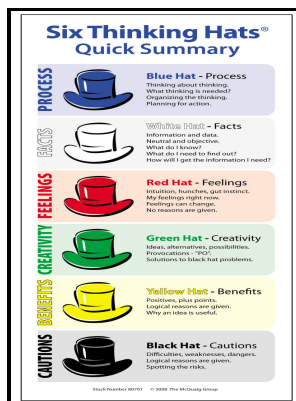 Six Thinking Hats®
Quick Summary
PROCESS
Blue Hat - Process
Thinking about thinking.
What thinking is needed?
Organizing the thinking.
Planning for action.
FACTS
White Hat - Facts
Information and data.
Neutral and objective.
What do I know?
What do I need to find out?
How will I get the information I need?
FEELINGS
Red Hat - Feelings
Intuition, hunches, gut instinct.
My feelings right now.
Feelings can change.
No reasons are given.
CREATIVITY
Green Hat - Creativity
Ideas, alternatives, possibilities.
Provocations - "PO".
Solutions to black hat problems.
BENEFITS
Yellow Hat - Benefits
Positives, plus points.
Logical reasons are given.
Why an idea is useful.
CAUTIONS
Black Hat - Cautions
Difficulties, weaknesses, dangers.
Logical reasons are given.
Spotting the risks.
Stock Number B0701 © 2008 The McQuaig Group